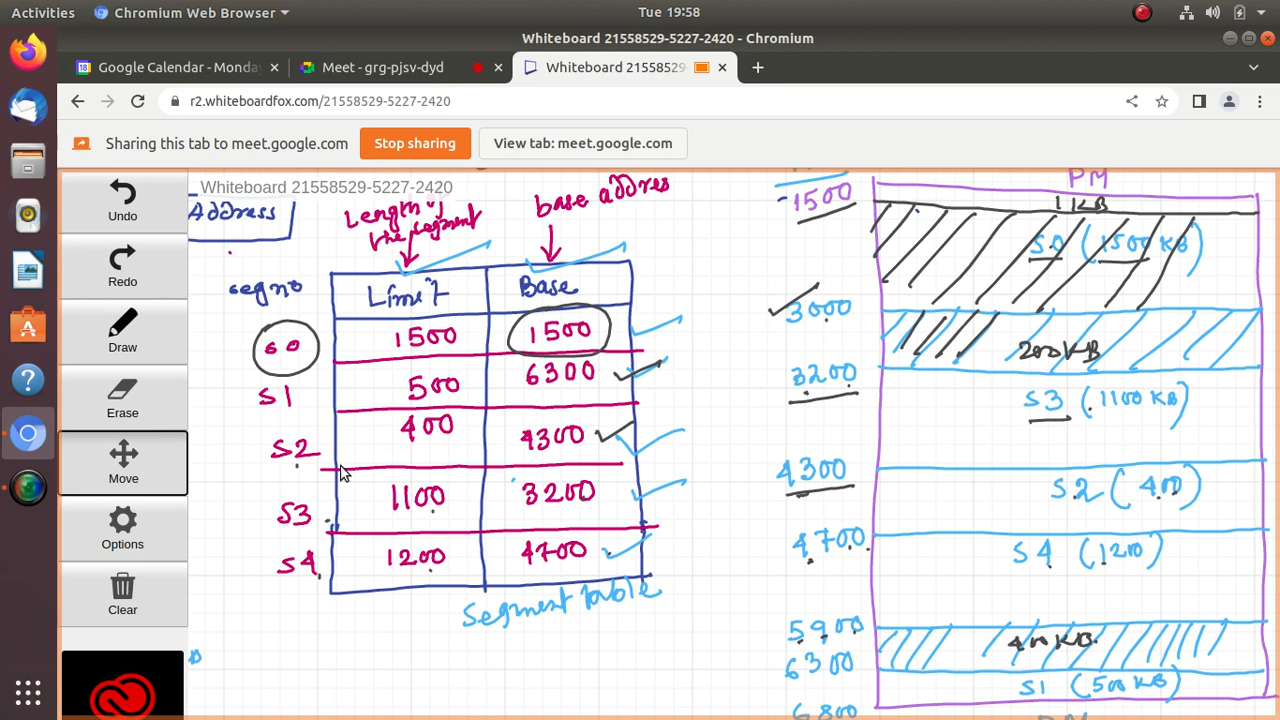 Activities
Chromium Web Browser
Tue 19:58
Whiteboard 21558529-5227-2420 - Chromium
Google Calendar - Monda
Meet - grg-pjsv-dyd
Whiteboard 21558529-
r2.whiteboardfox.com/21558529-5227-2420
Sharing this tab to meet.google.com
Stop sharing
View tab: meet.google.com
Undo
Redo
Draw
Erase
Move
Options
Clear
Whiteboard 21558529-5227-2420
Address
Length of
the segment
base addres
segno
Limit
Base
S0 1500 1500
S1 500 6300
S2 400 4300
S3 1100 3200
S4 1200 4700
Segment table
PM
1500
1 KB
S0 (1500 KB)
3000
200 KB
3200
S3 (1100 KB)
4300
S2 (400)
4700
S4 (1200)
5900
400 KB
6300
S1 (500 KB)
6800
PM